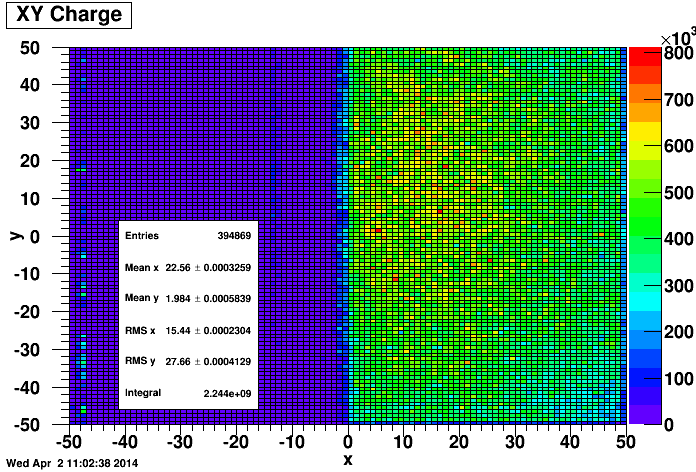 XY Charge
×10³
50
40
30
20
10
0
-10
-20
-30
-40
-50
y
800
700
600
500
400
300
200
100
0
Entries 394869
Mean x 22.56 ± 0.0003259
Mean y 1.984 ± 0.0005839
RMS x 15.44 ± 0.0002304
RMS y 27.66 ± 0.0004129
Integral 2.244e+09
-50 -40 -30 -20 -10 0 10 20 30 40 50
x
Wed Apr 2 11:02:38 2014